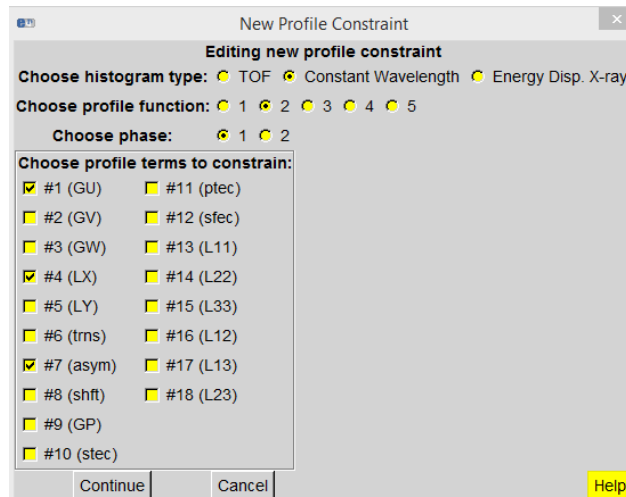 New Profile Constraint
Editing new profile constraint
Choose histogram type: TOF Constant Wavelength Energy Disp. X-ray
Choose profile function: 1 2 3 4 5
Choose phase: 1 2
Choose profile terms to constrain:
#1 (GU) #11 (ptec)
#2 (GV) #12 (sfec)
#3 (GW) #13 (L11)
#4 (LX) #14 (L22)
#5 (LY) #15 (L33)
#6 (trns) #16 (L12)
#7 (asym) #17 (L13)
#8 (shft) #18 (L23)
#9 (GP)
#10 (stec)
Continue Cancel Help